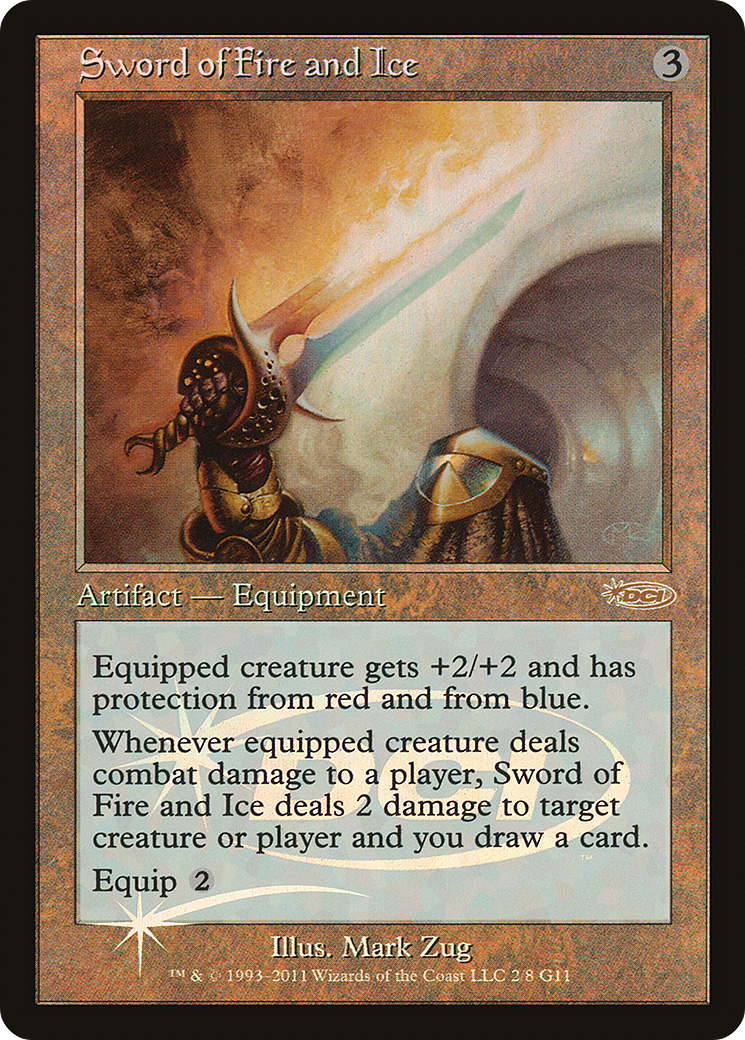 Sword of Fire and Ice
3
Artifact — Equipment
DCI
Equipped creature gets +2/+2 and has
protection from red and from blue.
Whenever equipped creature deals
combat damage to a player, Sword of
Fire and Ice deals 2 damage to target
creature or player and you draw a card.
DCI
™
Equip 2
Illus. Mark Zug
™ & © 1993–2011 Wizards of the Coast LLC 2/8 G11